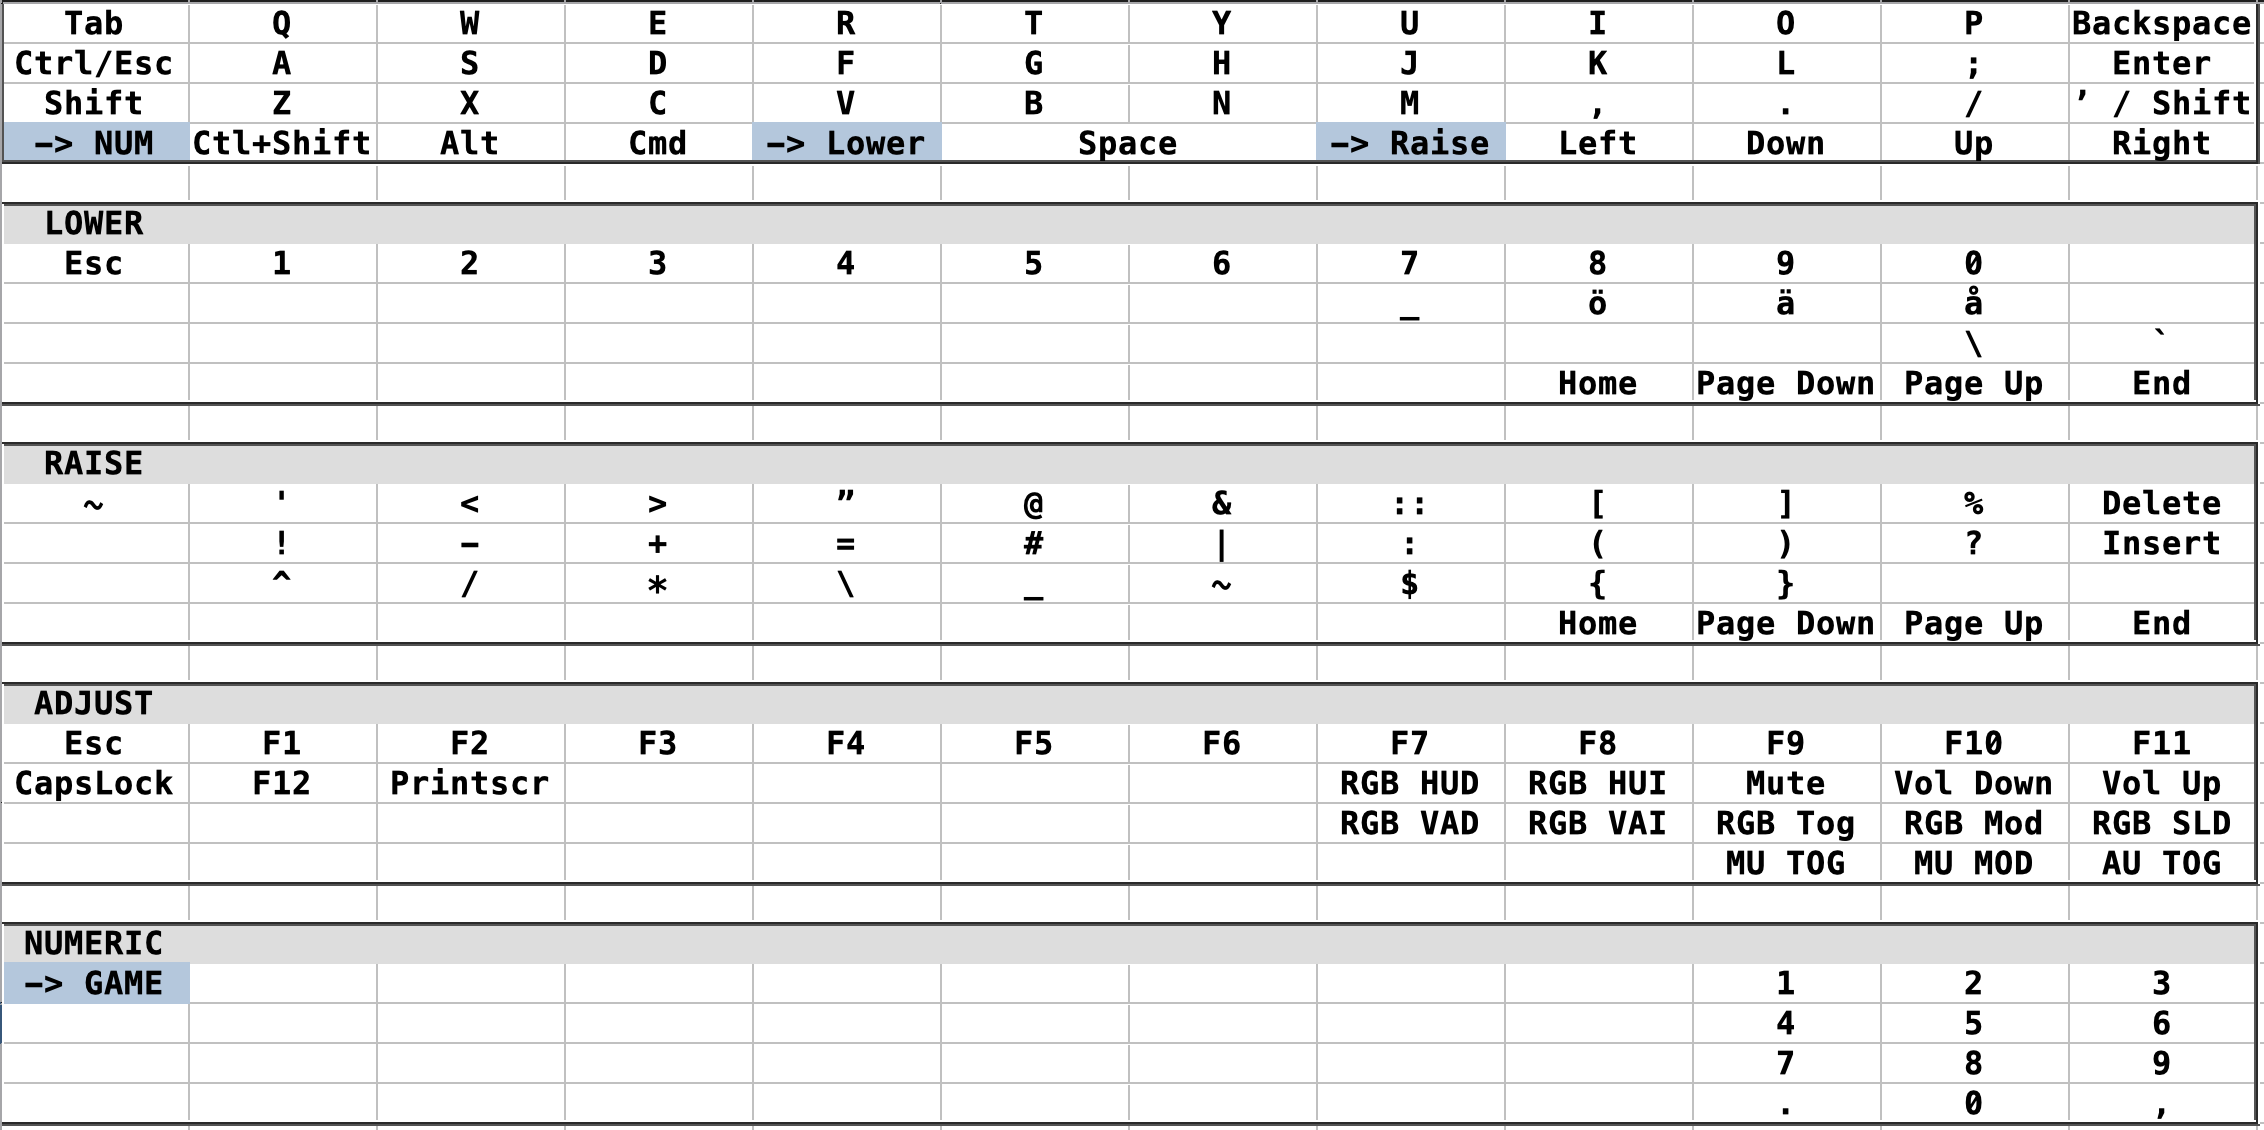 Tab Q W E R T Y U I O P Backspace
Ctrl/Esc A S D F G H J K L ; Enter
Shift Z X C V B N M , . / ’ / Shift
—> NUM Ctl+Shift Alt Cmd —> Lower Space —> Raise Left Down Up Right
LOWER
Esc 1 2 3 4 5 6 7 8 9 0
_ ö ä å
\ `
Home Page Down Page Up End
RAISE
~ ' < > ” @ & :: [ ] % Delete
! - + = # | : ( ) ? Insert
^ / * \ _ ~ $ { }
Home Page Down Page Up End
ADJUST
Esc F1 F2 F3 F4 F5 F6 F7 F8 F9 F10 F11
CapsLock F12 Printscr RGB HUD RGB HUI Mute Vol Down Vol Up
RGB VAD RGB VAI RGB Tog RGB Mod RGB SLD
MU TOG MU MOD AU TOG
NUMERIC
—> GAME 1 2 3
4 5 6
7 8 9
. 0 ,